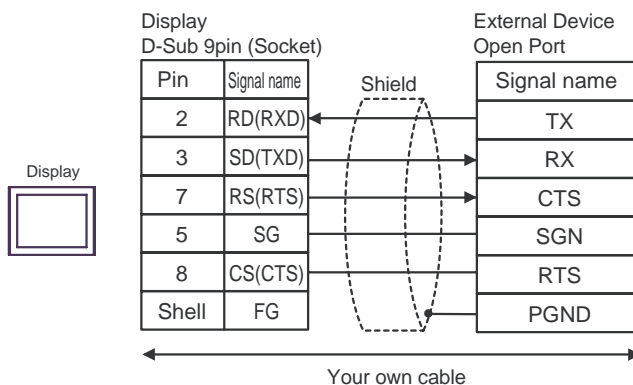 Display External Device
D-Sub 9pin (Socket) Open Port
Pin Signal name Shield Signal name
2 RD(RXD) TX
3 SD(TXD) RX
Display
7 RS(RTS) CTS
5 SG SGN
8 CS(CTS) RTS
Shell FG PGND
Your own cable